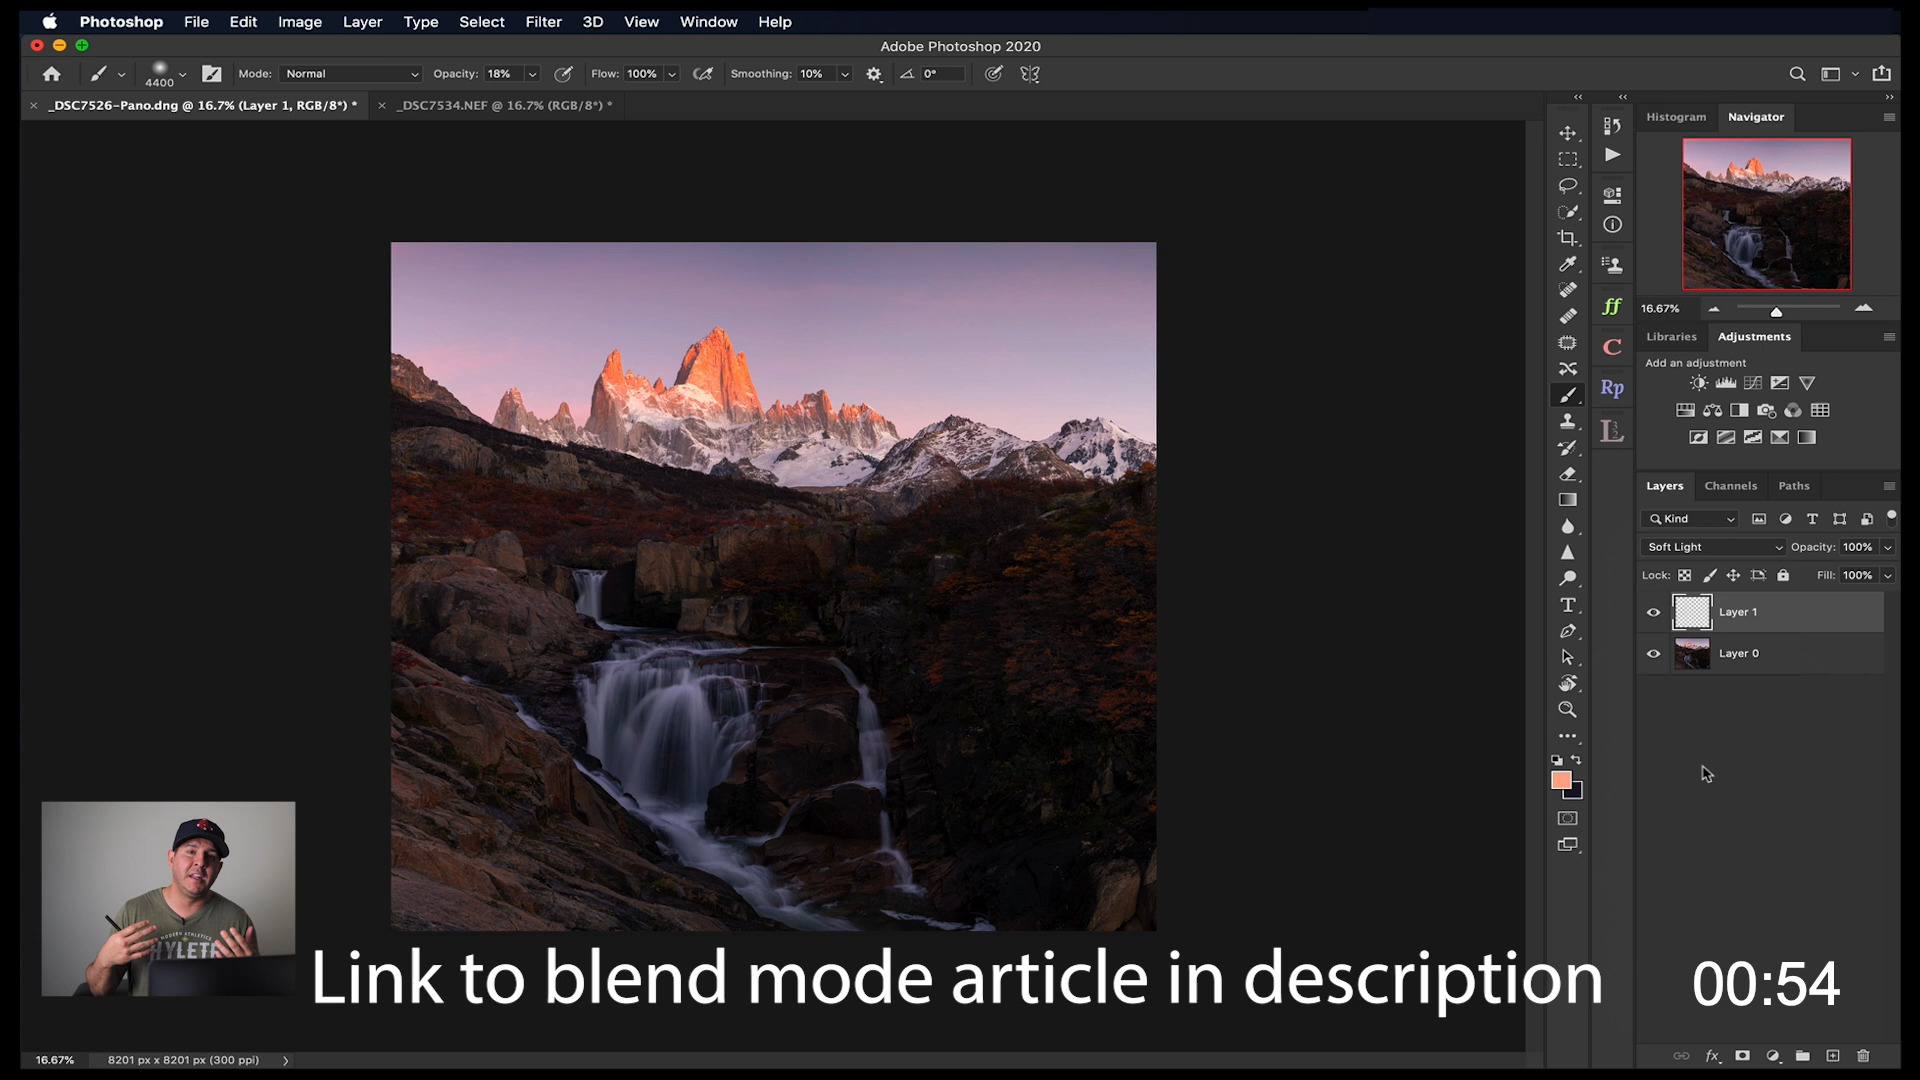 Photoshop File Edit Image Layer Type Select Filter 3D View Window Help
Adobe Photoshop 2020
4400 Mode: Normal Opacity: 18% Flow: 100% Smoothing: 10% 0°
_DSC7526-Pano.dng @ 16.7% (Layer 1, RGB/8*) * _DSC7534.NEF @ 16.7% (RGB/8*) *
Histogram Navigator
16.67%
ff
C
Rp
Libraries Adjustments
Add an adjustment
Layers Channels Paths
Kind
Soft Light Opacity: 100%
Lock: Fill: 100%
Layer 1
Layer 0
HYLETE
Link to blend mode article in description 00:54
16.67% 8201 px x 8201 px (300 ppi)
fx